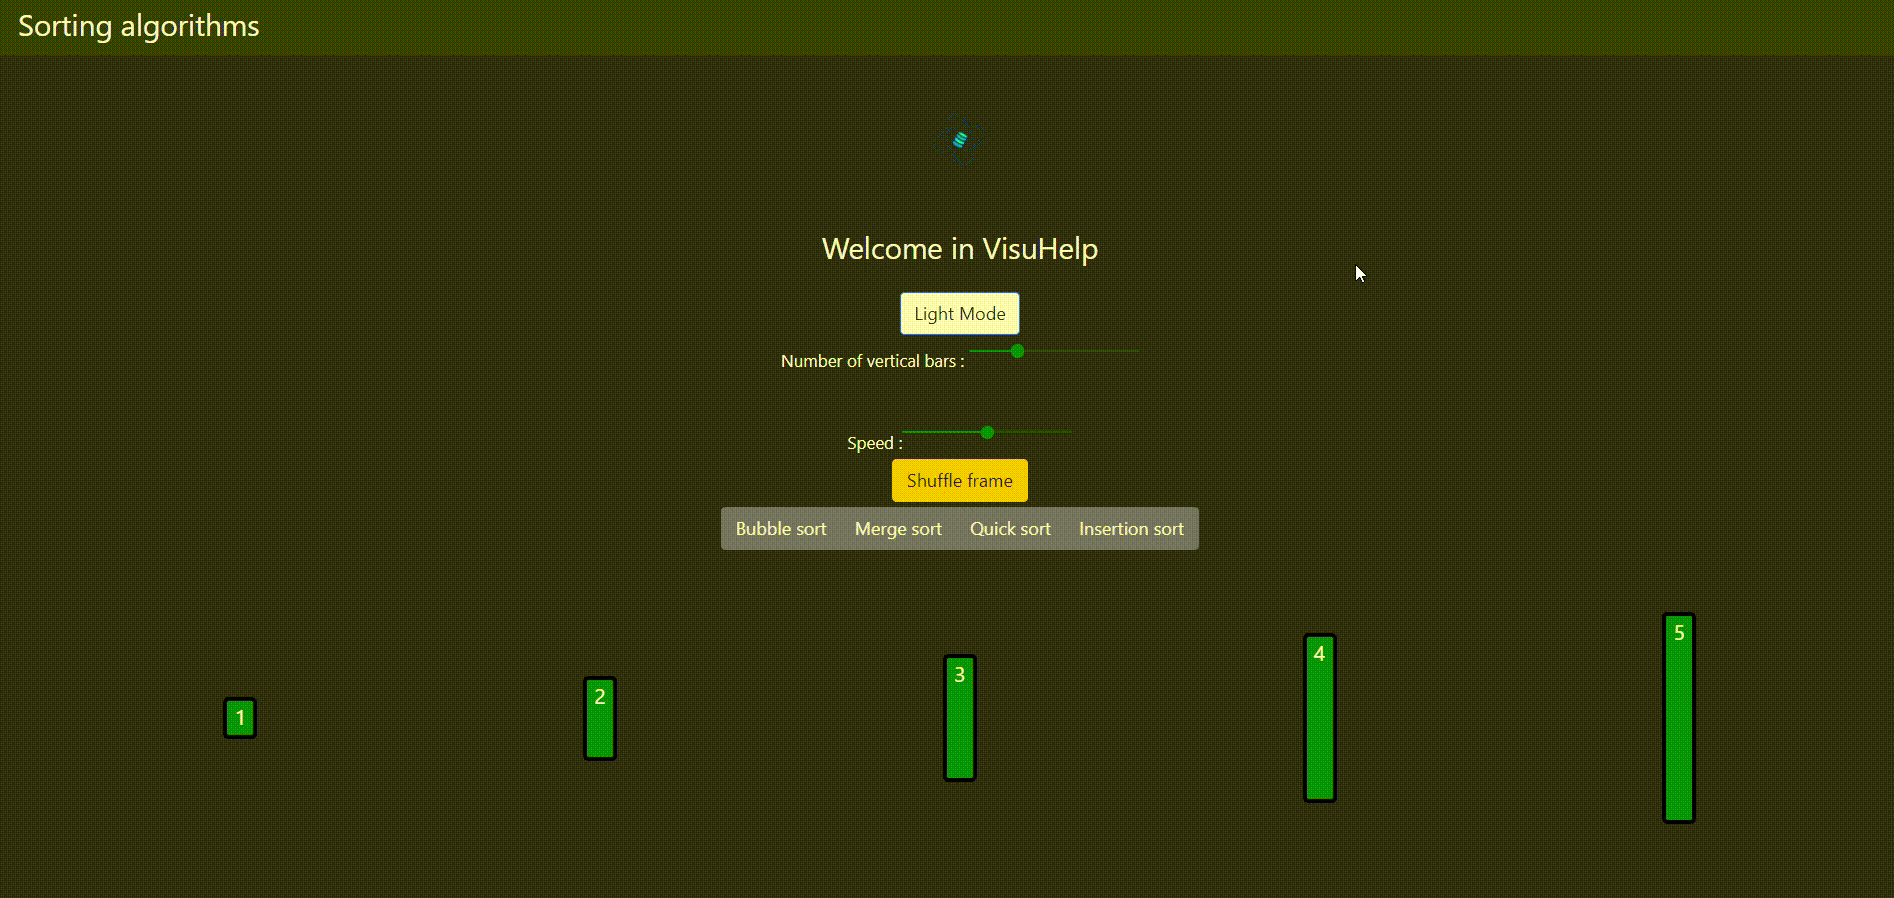 Sorting algorithms
Welcome in VisuHelp
Light Mode
Number of vertical bars :
Speed :
Shuffle frame
Bubble sort Merge sort Quick sort Insertion sort
1 2 3 4 5